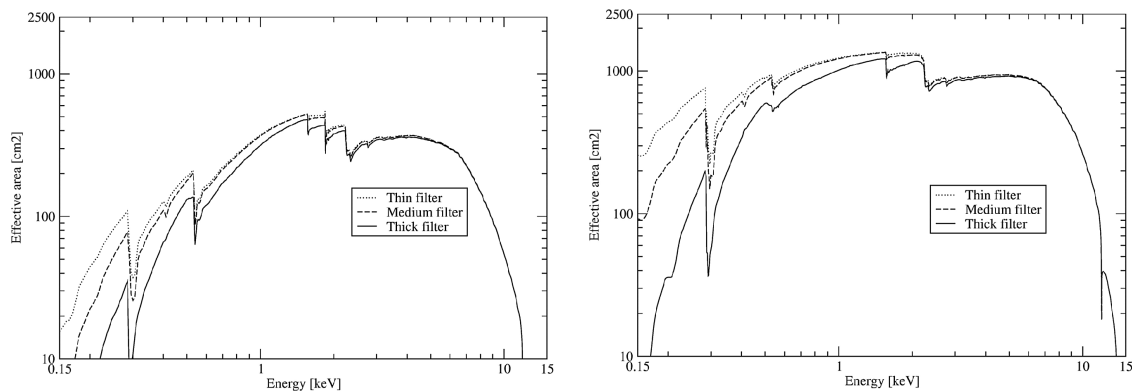 2500
1000
100
10
0.15
1
10
15
Effective area [cm2]
Energy [keV]
Thin filter
Medium filter
Thick filter
2500
1000
100
10
0.15
1
10
15
Effective area [cm2]
Energy [keV]
Thin filter
Medium filter
Thick filter